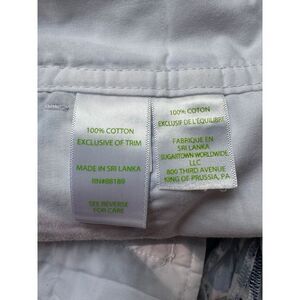 100% COTTON
EXCLUSIVE OF TRIM
MADE IN SRI LANKA
RN#88189
SEE REVERSE
FOR CARE
100% COTTON
EXCLUSIF DE L'ÉQUILIBRE
FABRIQUE EN
SRI LANKA
SUGARTOWN WORLDWIDE
LLC
800 THIRD AVENUE
KING OF PRUSSIA, PA